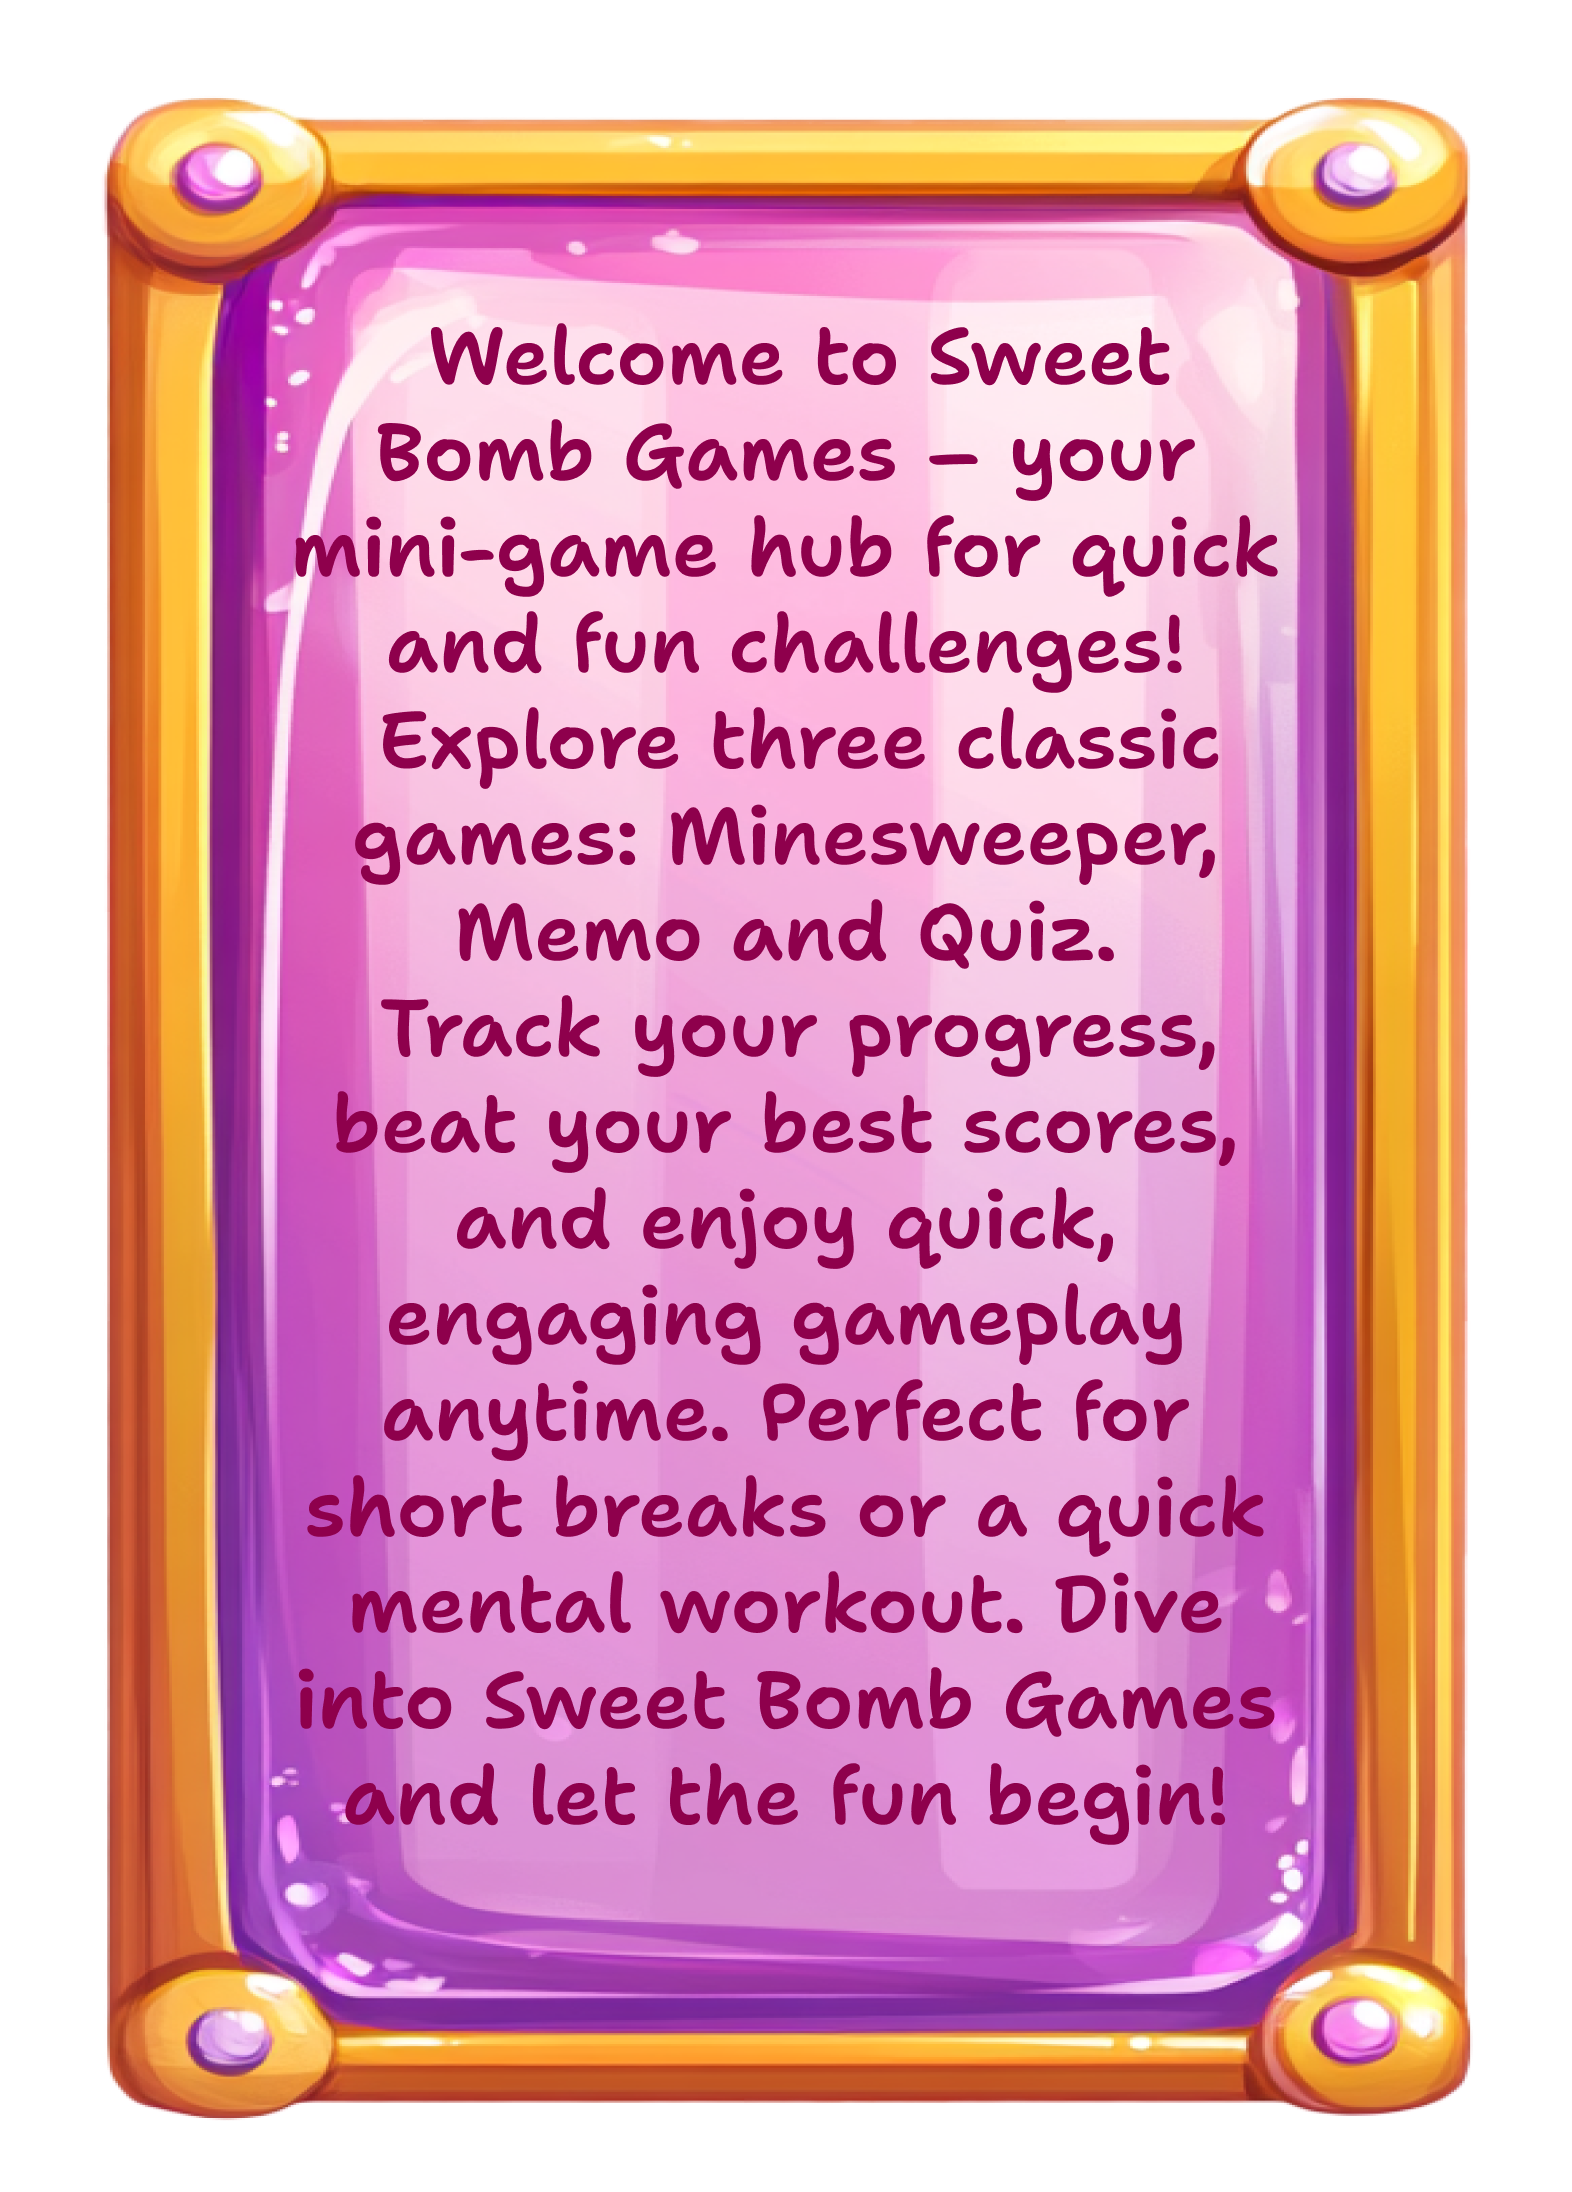 Welcome to Sweet
Bomb Games – your
mini-game hub for quick
and fun challenges!
Explore three classic
games: Minesweeper,
Memo and Quiz.
Track your progress,
beat your best scores,
and enjoy quick,
engaging gameplay
anytime. Perfect for
short breaks or a quick
mental workout. Dive
into Sweet Bomb Games
and let the fun begin!